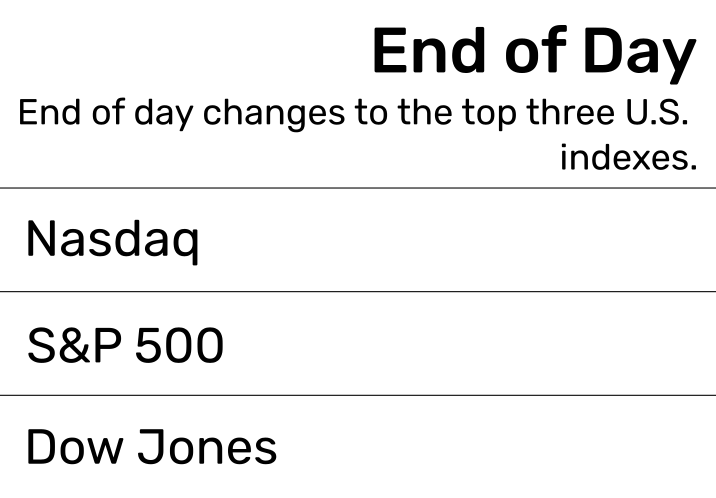 End of Day
End of day changes to the top three U.S.
indexes.
Nasdaq
S&P 500
Dow Jones